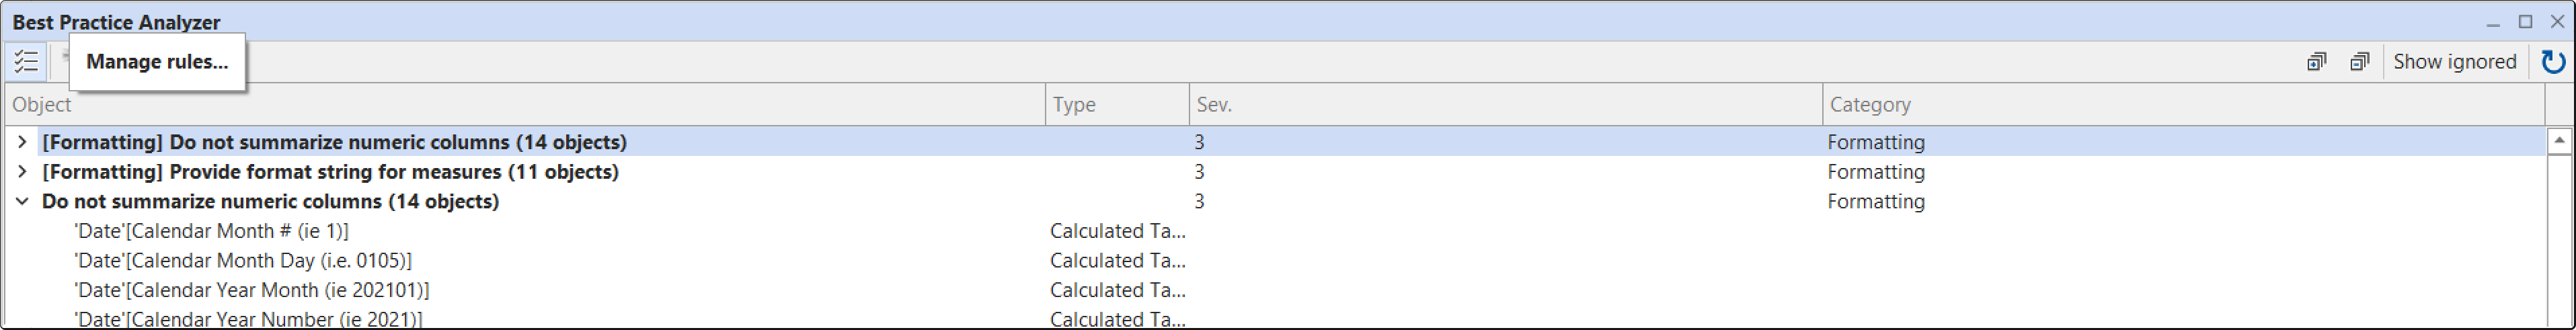 Best Practice Analyzer
Manage rules...
Show ignored
Object Type Sev. Category
[Formatting] Do not summarize numeric columns (14 objects) 3 Formatting
[Formatting] Provide format string for measures (11 objects) 3 Formatting
Do not summarize numeric columns (14 objects) 3 Formatting
'Date'[Calendar Month # (ie 1)] Calculated Ta...
'Date'[Calendar Month Day (i.e. 0105)] Calculated Ta...
'Date'[Calendar Year Month (ie 202101)] Calculated Ta...
'Date'[Calendar Year Number (ie 2021)] Calculated Ta...